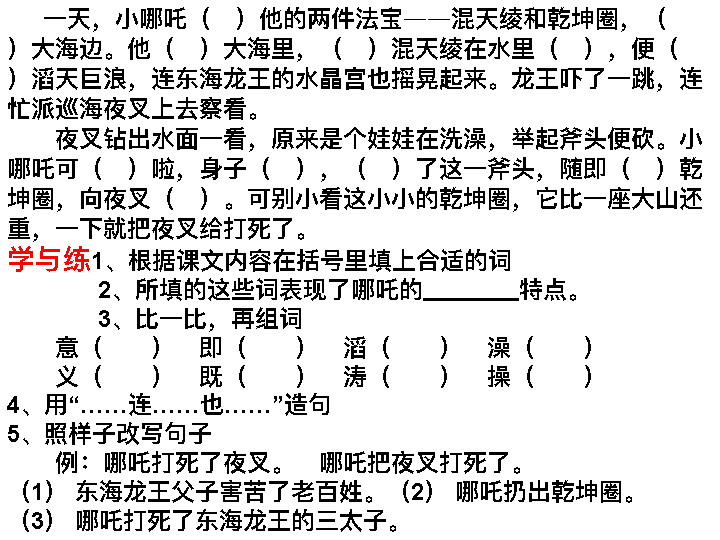 一天，小哪吒（　）他的两件法宝——混天绫和乾坤圈，（
）大海边。他（　）大海里，（　）混天绫在水里（　），便（
）滔天巨浪，连东海龙王的水晶宫也摇晃起来。龙王吓了一跳，连
忙派巡海夜叉上去察看。
夜叉钻出水面一看，原来是个娃娃在洗澡，举起斧头便砍。小
哪吒可（　）啦，身子（　），（　）了这一斧头，随即（　）乾
坤圈，向夜叉（　）。可别小看这小小的乾坤圈，它比一座大山还
重，一下就把夜叉给打死了。
学与练1、根据课文内容在括号里填上合适的词
2、所填的这些词表现了哪吒的________特点。
3、比一比，再组词
意（　　）　即（　　）　滔（　　）　澡（　　）
义（　　）　既（　　）　涛（　　）　操（　　）
4、用“……连……也……”造句
5、照样子改写句子
例：哪吒打死了夜叉。　哪吒把夜叉打死了。
（1） 东海龙王父子害苦了老百姓。（2） 哪吒扔出乾坤圈。
（3） 哪吒打死了东海龙王的三太子。